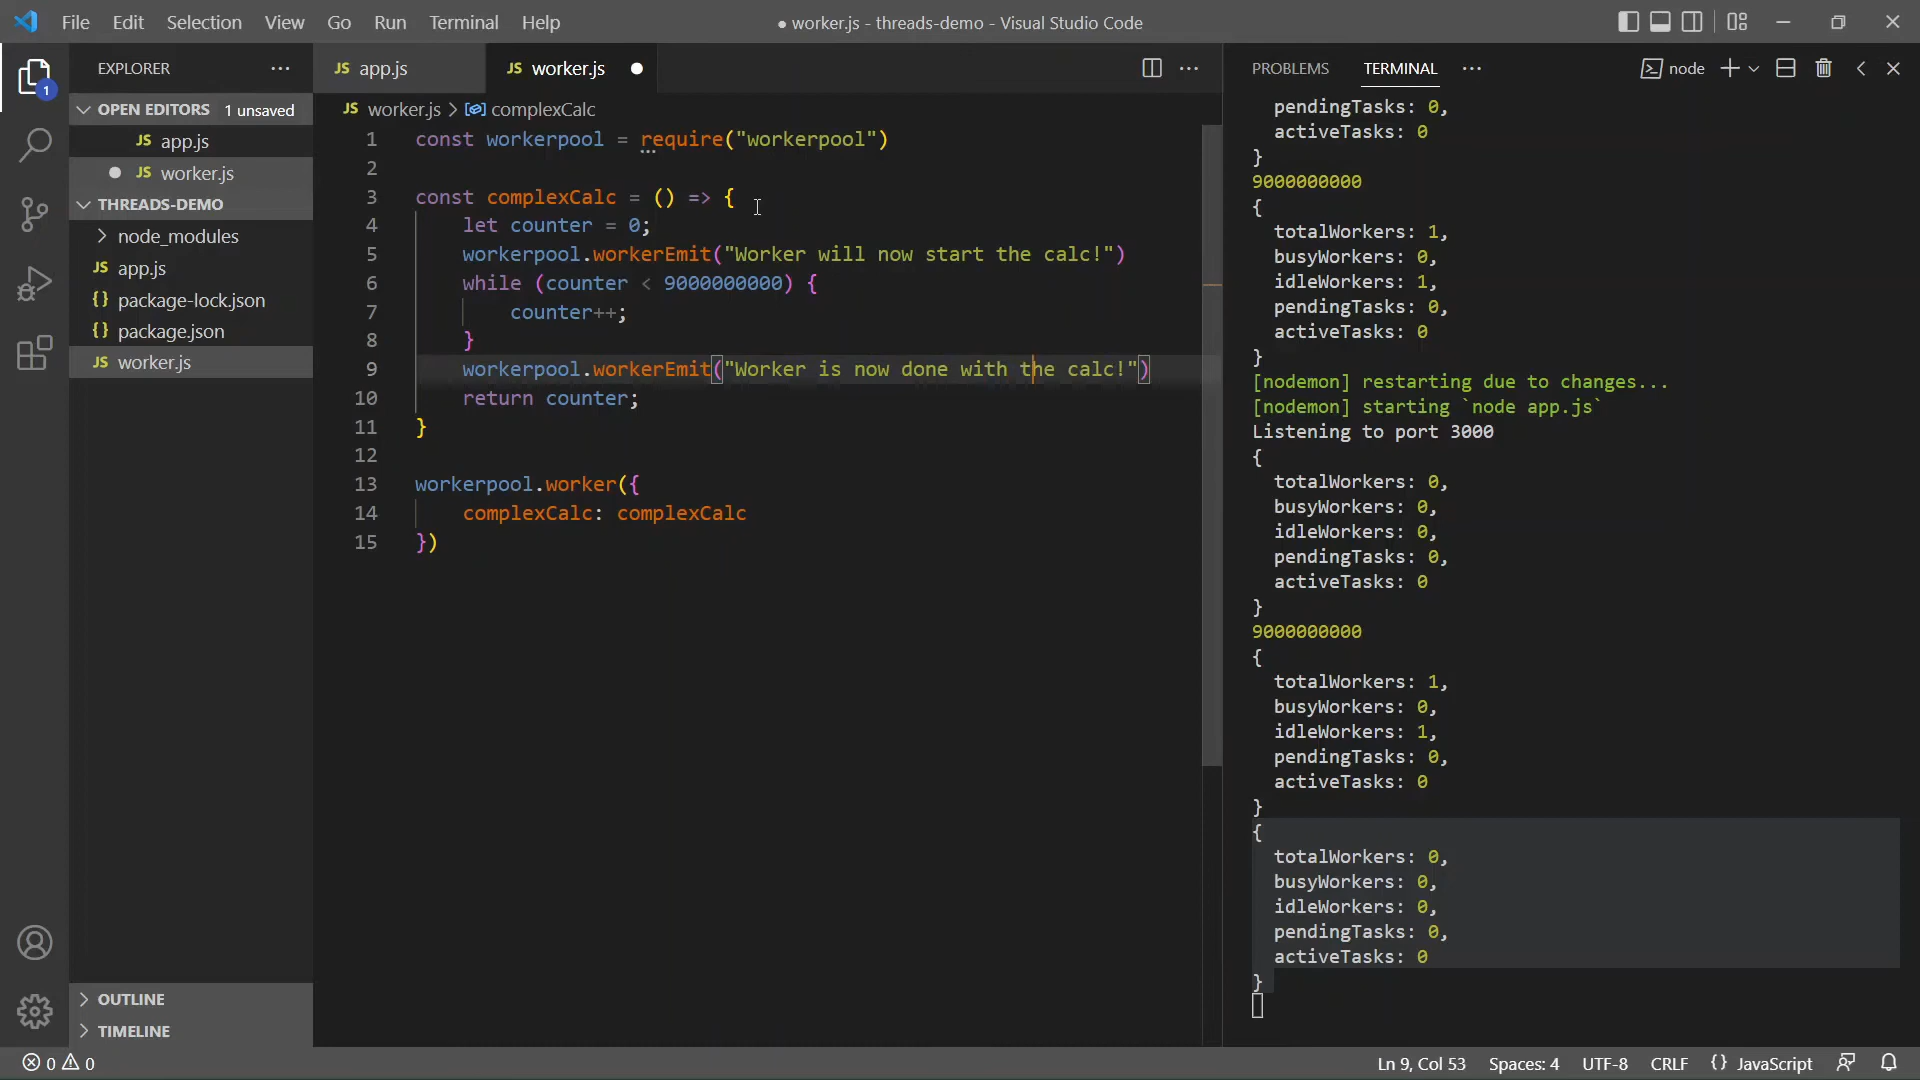 File Edit Selection View Go Run Terminal Help
● worker.js - threads-demo - Visual Studio Code
EXPLORER ...
OPEN EDITORS 1 unsaved
JS app.js
● JS worker.js
THREADS-DEMO
node_modules
JS app.js
{} package-lock.json
{} package.json
JS worker.js
OUTLINE
TIMELINE
1
JS app.js
JS worker.js ●
JS worker.js > complexCalc
1 const workerpool = require("workerpool")
2
3 const complexCalc = () => {
4 let counter = 0;
5 workerpool.workerEmit("Worker will now start the calc!")
6 while (counter < 9000000000) {
7 counter++;
8 }
9 workerpool.workerEmit("Worker is now done with the calc!")
10 return counter;
11 }
12
13 workerpool.worker({
14 complexCalc: complexCalc
15 })
PROBLEMS TERMINAL ... node
pendingTasks: 0,
activeTasks: 0
}
9000000000
{
totalWorkers: 1,
busyWorkers: 0,
idleWorkers: 1,
pendingTasks: 0,
activeTasks: 0
}
[nodemon] restarting due to changes...
[nodemon] starting `node app.js`
Listening to port 3000
{
totalWorkers: 0,
busyWorkers: 0,
idleWorkers: 0,
pendingTasks: 0,
activeTasks: 0
}
9000000000
{
totalWorkers: 1,
busyWorkers: 0,
idleWorkers: 1,
pendingTasks: 0,
activeTasks: 0
}
{
totalWorkers: 0,
busyWorkers: 0,
idleWorkers: 0,
pendingTasks: 0,
activeTasks: 0
}
0 0
Ln 9, Col 53 Spaces: 4 UTF-8 CRLF {} JavaScript